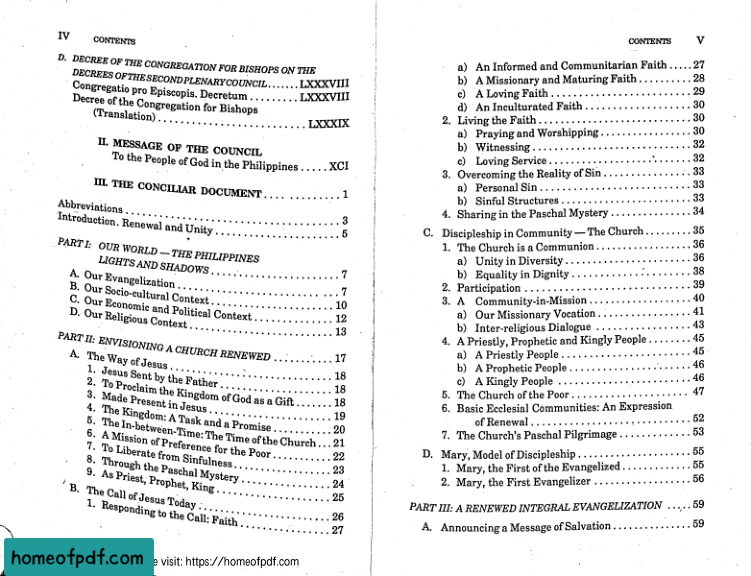 IV CONTENTS
D. DECREE OF THE CONGREGATION FOR BISHOPS ON THE
DECREES OF THE SECOND PLENARY COUNCIL ....... LXXXVIII
Congregatio pro Episcopis. Decretum ......... LXXXVIII
Decree of the Congregation for Bishops
(Translation) ............................ LXXXIX
II. MESSAGE OF THE COUNCIL
To the People of God in the Philippines ..... XCI
III. THE CONCILIAR DOCUMENT ............ 1
Abbreviations ................................. 3
Introduction. Renewal and Unity ..................... 5
PART I: OUR WORLD — THE PHILIPPINES
LIGHTS AND SHADOWS ................... 7
A. Our Evangelization ......................... 7
B. Our Socio-cultural Context ................... 10
C. Our Economic and Political Context ............ 12
D. Our Religious Context ....................... 13
PART II: ENVISIONING A CHURCH RENEWED .......... 17
A. The Way of Jesus ........................... 18
1. Jesus Sent by the Father ................... 18
2. To Proclaim the Kingdom of God as a Gift ....... 18
3. Made Present in Jesus ..................... 19
4. The Kingdom: A Task and a Promise ........... 20
5. The In-between-Time: The Time of the Church ... 21
6. A Mission of Preference for the Poor ........... 22
7. To Liberate from Sinfulness ................. 23
8. Through the Paschal Mystery ................ 24
9. As Priest, Prophet, King .................... 25
B. The Call of Jesus Today ...................... 26
1. Responding to the Call: Faith ................ 27
CONTENTS V
a) An Informed and Communitarian Faith ..... 27
b) A Missionary and Maturing Faith .......... 28
c) A Loving Faith ......................... 29
d) An Inculturated Faith .................... 30
2. Living the Faith ............................ 30
a) Praying and Worshipping ................. 30
b) Witnessing ............................ 32
c) Loving Service .......................... 32
3. Overcoming the Reality of Sin ................ 33
a) Personal Sin ........................... 33
b) Sinful Structures ....................... 33
4. Sharing in the Paschal Mystery ............... 34
C. Discipleship in Community — The Church ......... 35
1. The Church is a Communion .................. 36
a) Unity in Diversity ....................... 36
b) Equality in Dignity ...................... 38
2. Participation .............................. 39
3. A Community-in-Mission .................... 40
a) Our Missionary Vocation .................. 41
b) Inter-religious Dialogue .................. 43
4. A Priestly, Prophetic and Kingly People ........ 45
a) A Priestly People ........................ 45
b) A Prophetic People ...................... 46
c) A Kingly People ........................ 46
5. The Church of the Poor ...................... 47
6. Basic Ecclesial Communities: An Expression
of Renewal ............................... 52
7. The Church's Paschal Pilgrimage .............. 53
D. Mary, Model of Discipleship .................... 55
1. Mary, the First of the Evangelized ............. 55
2. Mary, the First Evangelizer .................. 56
PART III: A RENEWED INTEGRAL EVANGELIZATION ..... 59
A. Announcing a Message of Salvation .............. 59
homeofpdf.com
e visit: https://homeofpdf.com